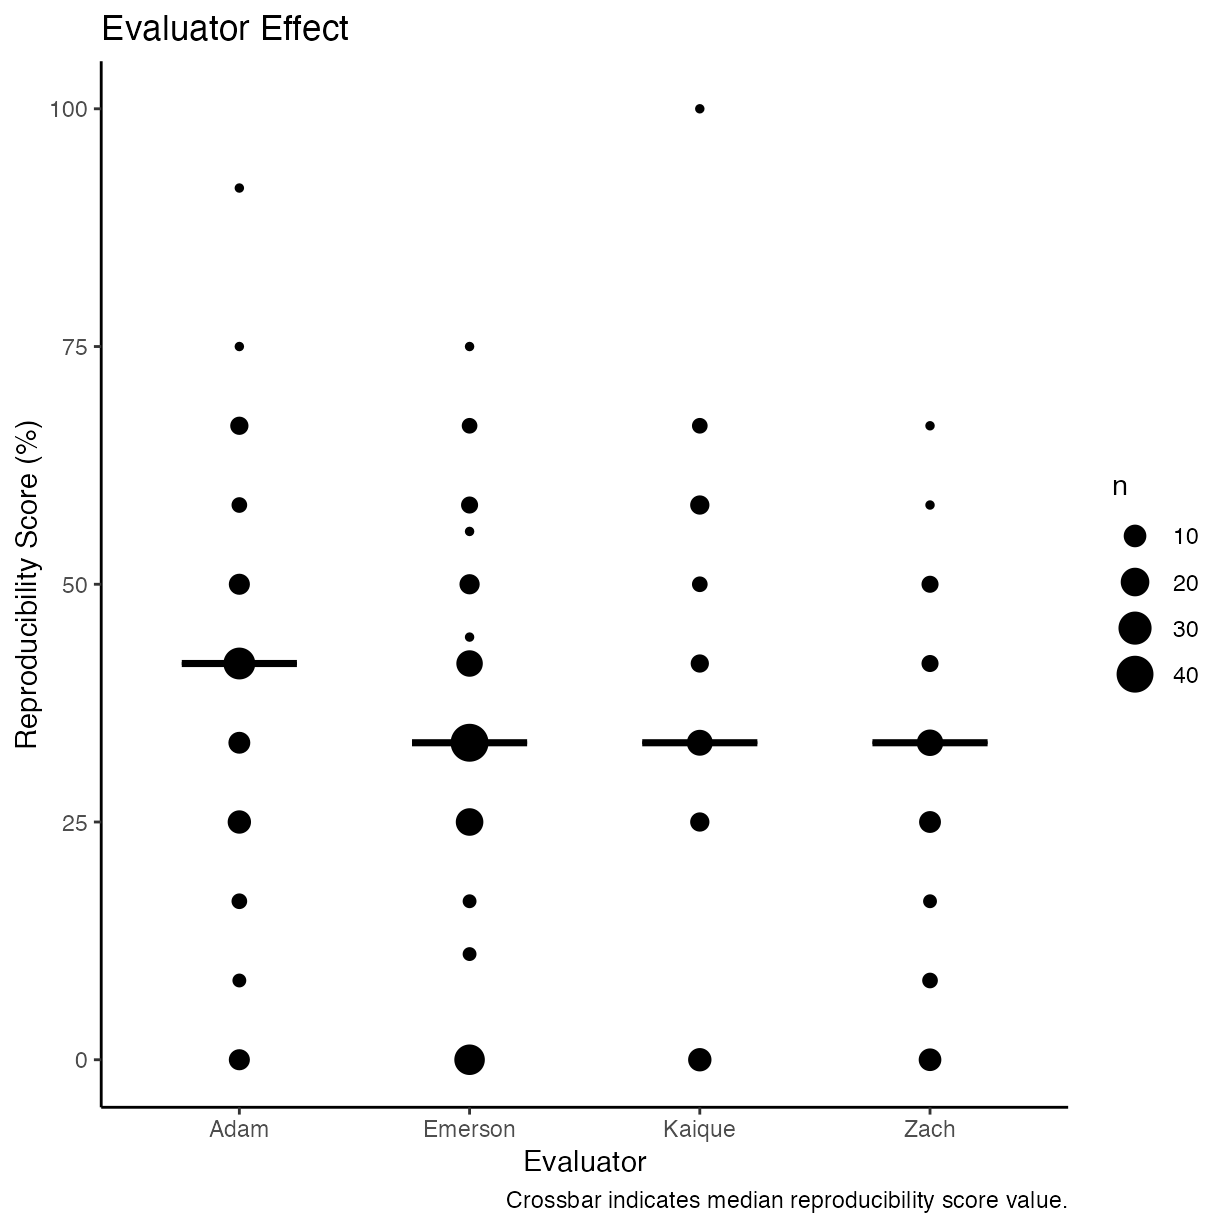 Evaluator Effect
100
75
50
25
0
Reproducibility Score (%)
Adam Emerson Kaique Zach
Evaluator
Crossbar indicates median reproducibility score value.
n
10
20
30
40